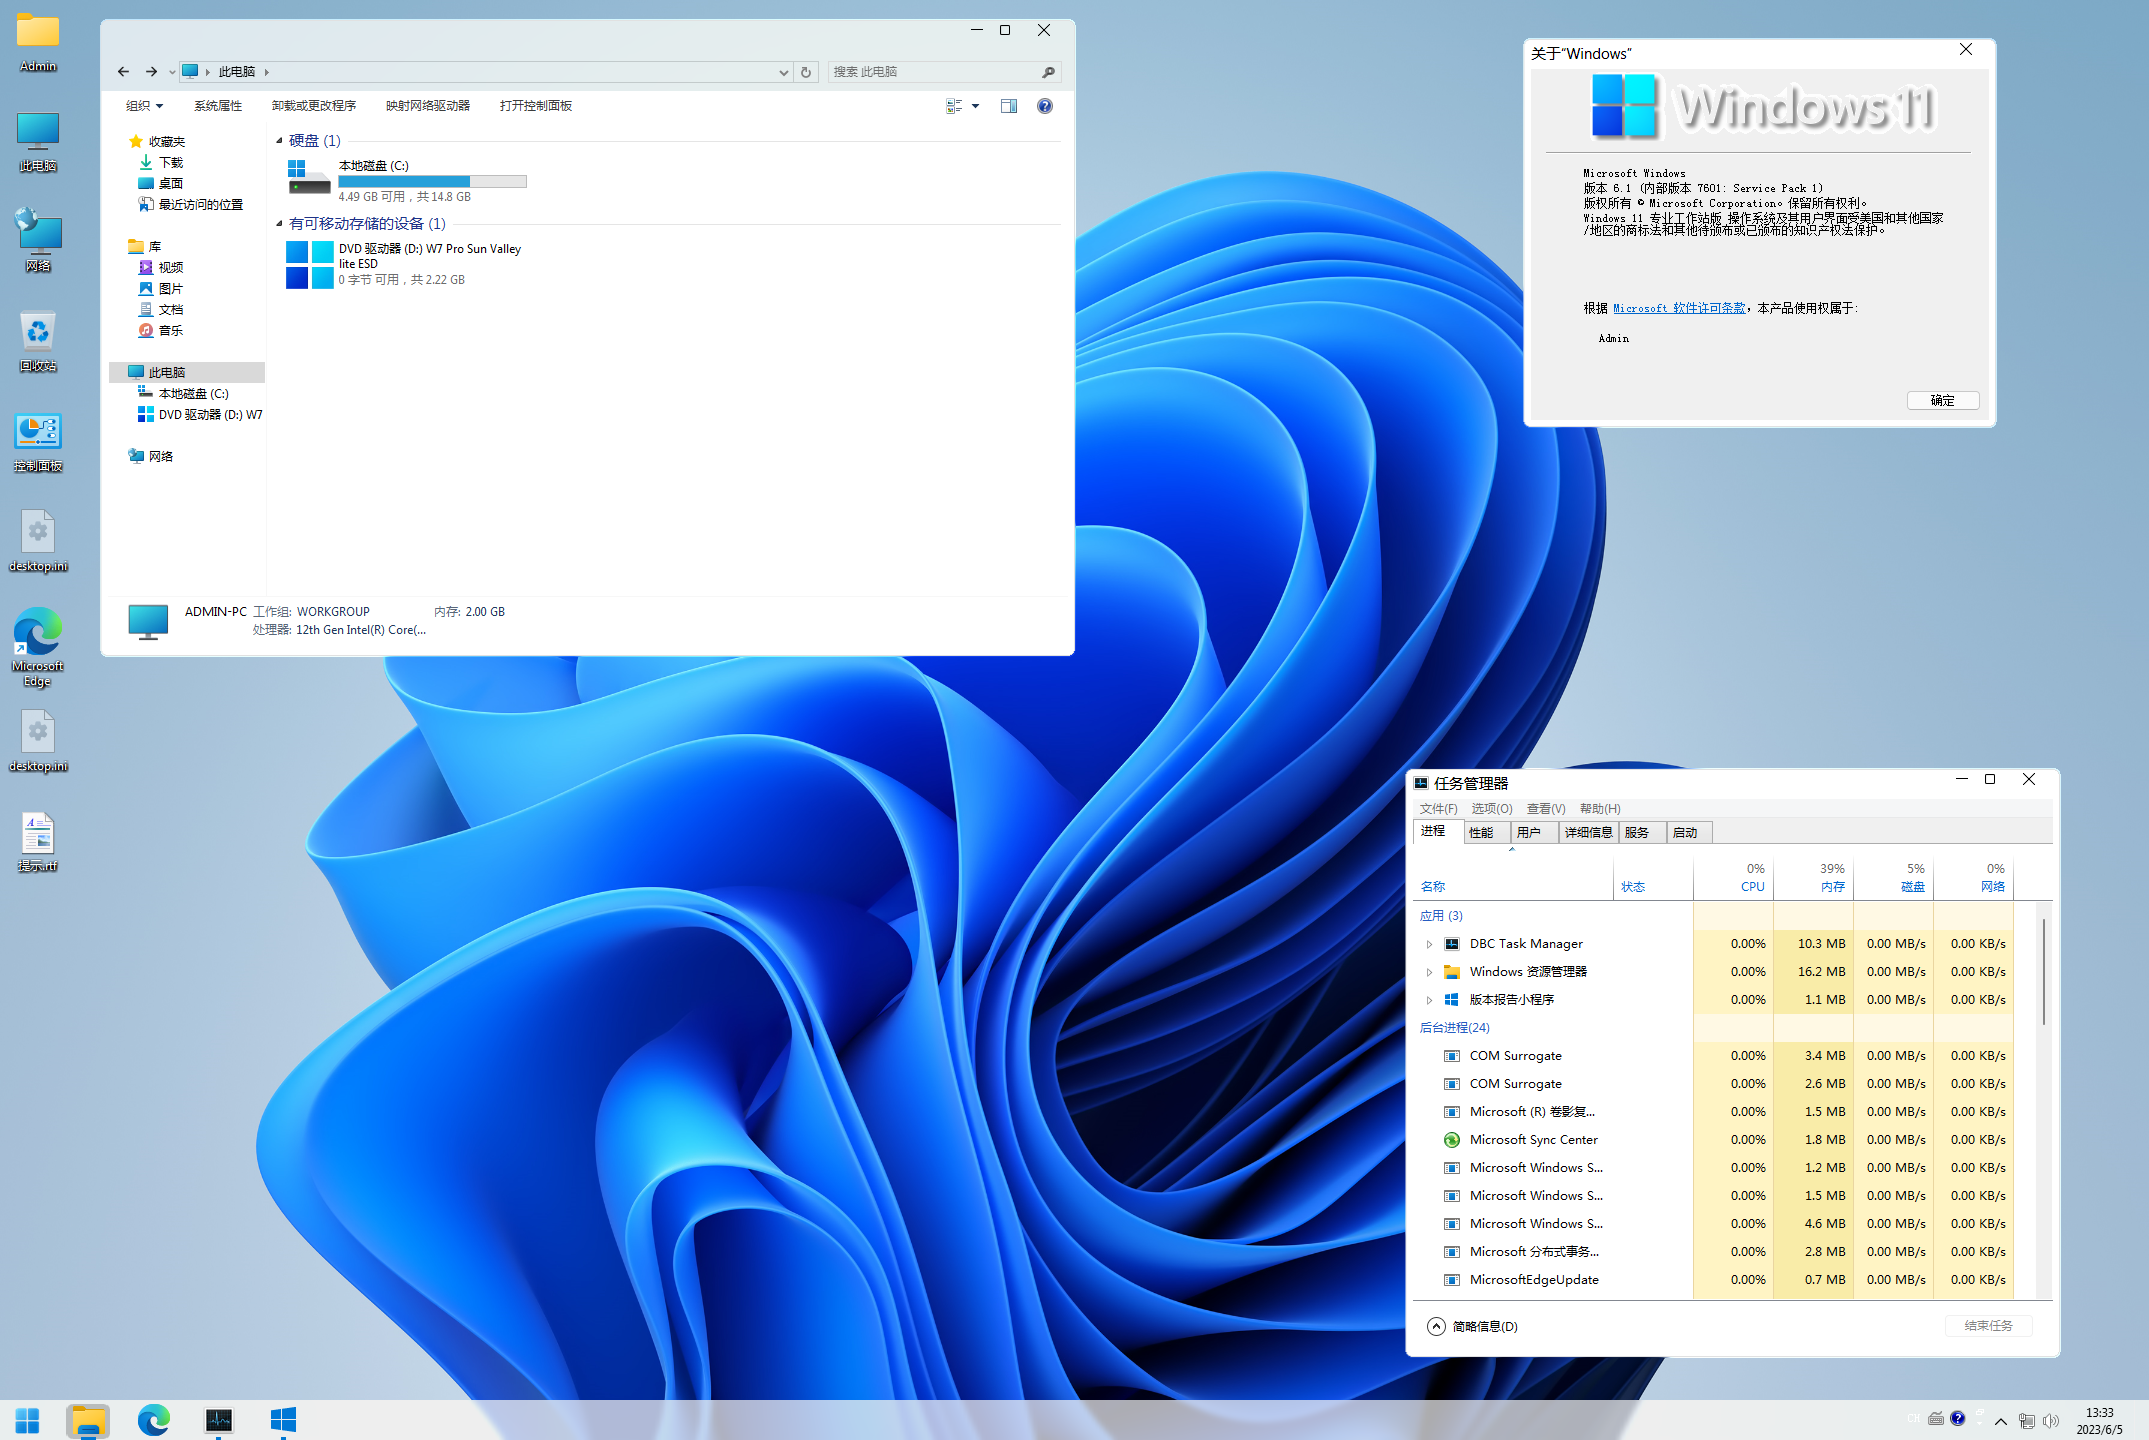 Admin
此电脑
网络
回收站
控制面板
desktop.ini
Microsoft
Edge
desktop.ini
提示.rtf
此电脑
搜索 此电脑
组织
系统属性
卸载或更改程序
映射网络驱动器
打开控制面板
收藏夹
下载
桌面
最近访问的位置
库
视频
图片
文档
音乐
此电脑
本地磁盘 (C:)
DVD 驱动器 (D:) W7
网络
硬盘 (1)
本地磁盘 (C:)
4.49 GB 可用，共 14.8 GB
有可移动存储的设备 (1)
DVD 驱动器 (D:) W7 Pro Sun Valley
lite ESD
0 字节 可用，共 2.22 GB
ADMIN-PC 工作组: WORKGROUP 内存: 2.00 GB
处理器: 12th Gen Intel(R) Core(...
关于“Windows”
Windows 11
Microsoft Windows
版本 6.1 (内部版本 7601: Service Pack 1)
版权所有 © Microsoft Corporation。保留所有权利。
Windows 11 专业工作站版 操作系统及其用户界面受美国和其他国家
/地区的商标法和其他待颁布或已颁布的知识产权法保护。
根据 Microsoft 软件许可条款，本产品使用权属于:
Admin
确定
任务管理器
文件(F) 选项(O) 查看(V) 帮助(H)
进程 性能 用户 详细信息 服务 启动
0% 39% 5% 0%
名称 状态 CPU 内存 磁盘 网络
应用 (3)
DBC Task Manager 0.00% 10.3 MB 0.00 MB/s 0.00 KB/s
Windows 资源管理器 0.00% 16.2 MB 0.00 MB/s 0.00 KB/s
版本报告小程序 0.00% 1.1 MB 0.00 MB/s 0.00 KB/s
后台进程(24)
COM Surrogate 0.00% 3.4 MB 0.00 MB/s 0.00 KB/s
COM Surrogate 0.00% 2.6 MB 0.00 MB/s 0.00 KB/s
Microsoft (R) 卷影复... 0.00% 1.5 MB 0.00 MB/s 0.00 KB/s
Microsoft Sync Center 0.00% 1.8 MB 0.00 MB/s 0.00 KB/s
Microsoft Windows S... 0.00% 1.2 MB 0.00 MB/s 0.00 KB/s
Microsoft Windows S... 0.00% 1.5 MB 0.00 MB/s 0.00 KB/s
Microsoft Windows S... 0.00% 4.6 MB 0.00 MB/s 0.00 KB/s
Microsoft 分布式事务... 0.00% 2.8 MB 0.00 MB/s 0.00 KB/s
MicrosoftEdgeUpdate 0.00% 0.7 MB 0.00 MB/s 0.00 KB/s
简略信息(D)
结束任务
CH
13:33
2023/6/5